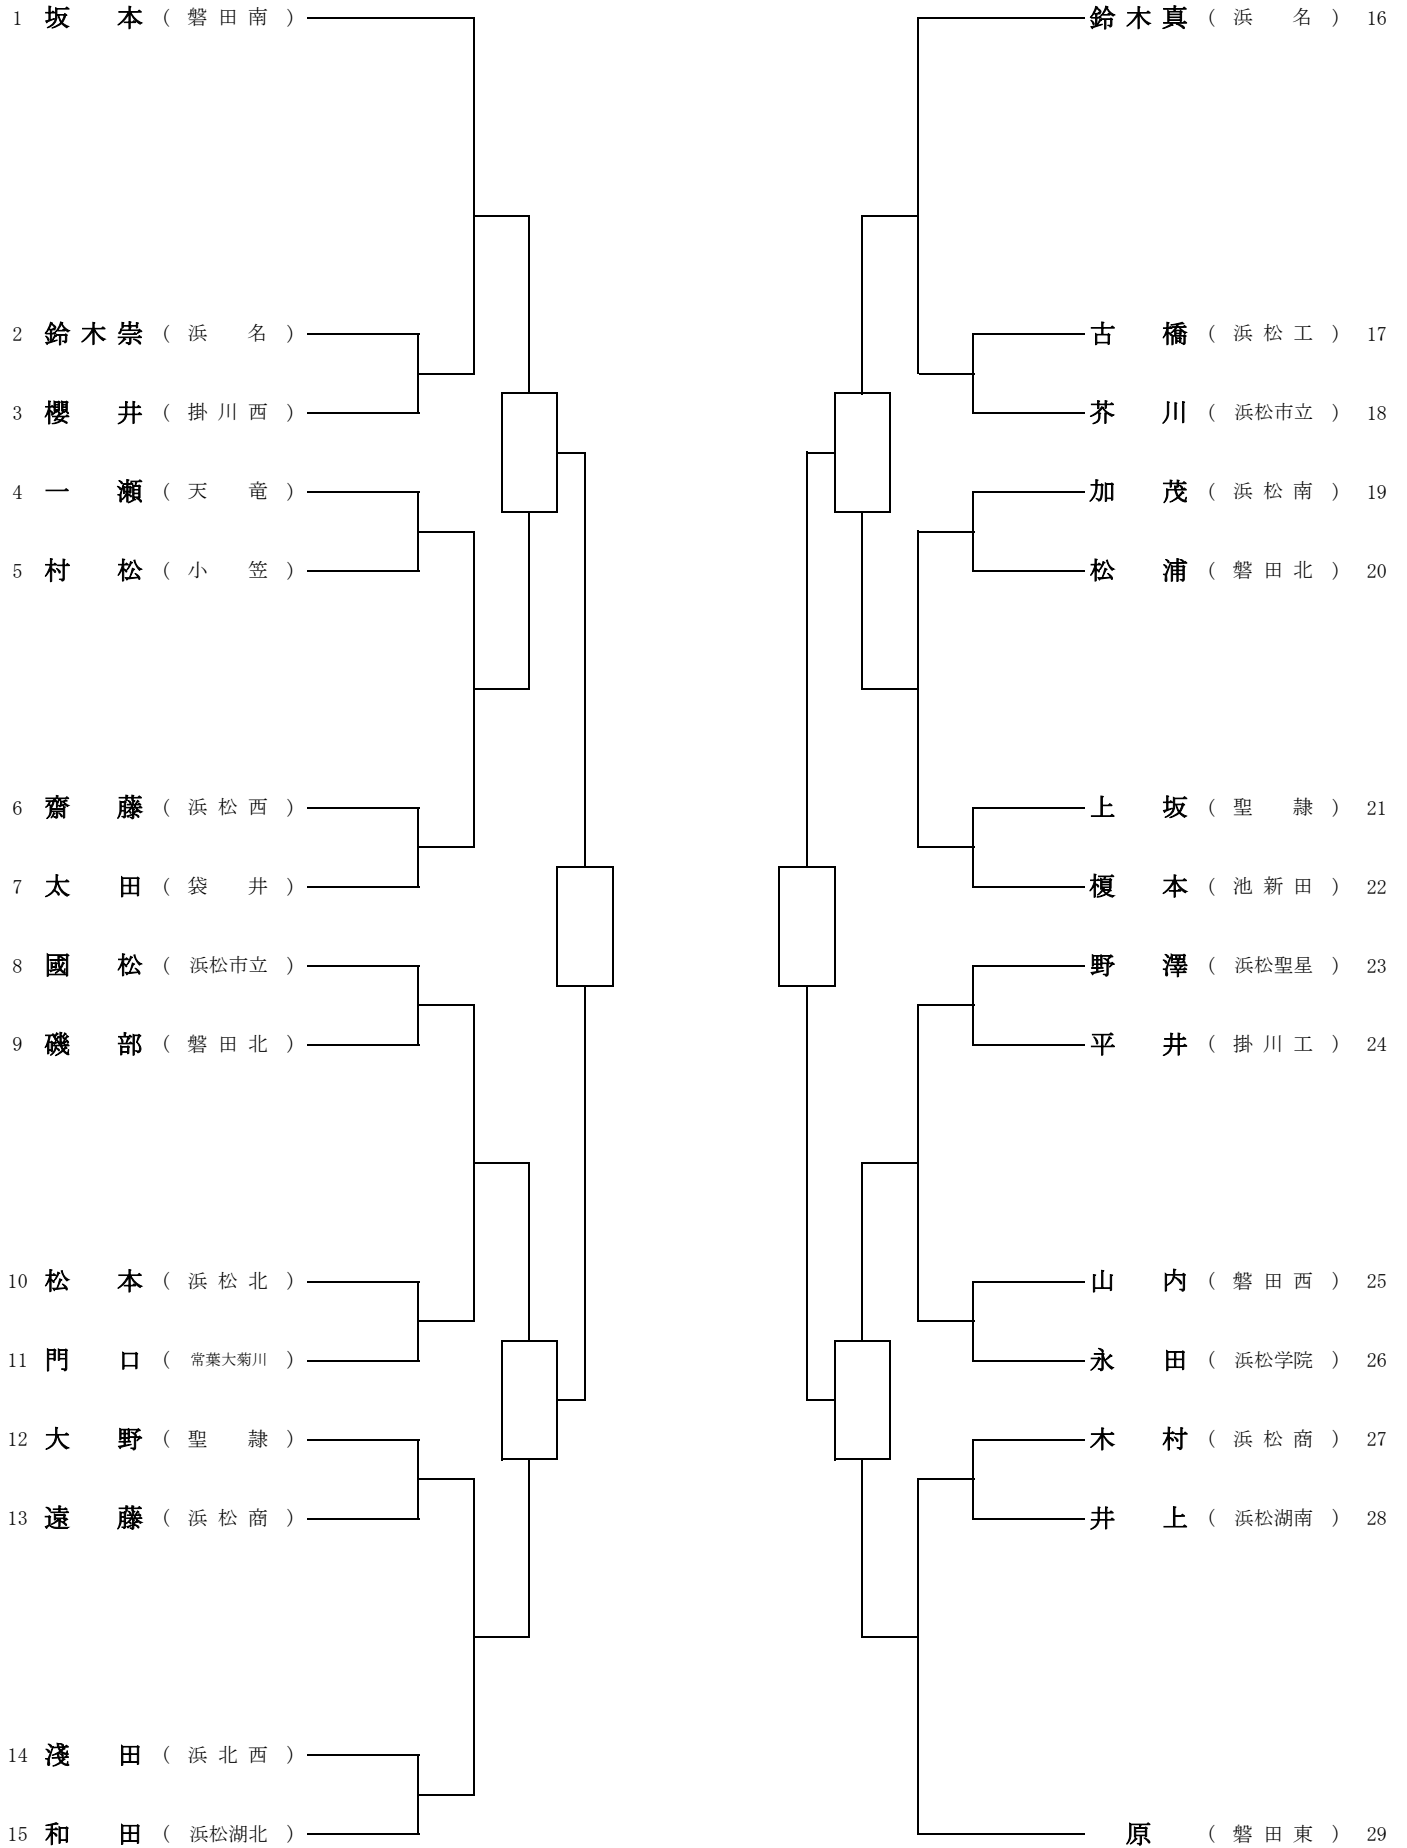 1 坂本 (磐田南)
鈴木真 (浜名) 16
2 鈴木崇 (浜名)
古橋 (浜松工) 17
3 櫻井 (掛川西)
芥川 (浜松市立) 18
4 一瀬 (天竜)
加茂 (浜松南) 19
5 村松 (小笠)
松浦 (磐田北) 20
6 齋藤 (浜松西)
上坂 (聖隷) 21
7 太田 (袋井)
榎本 (池新田) 22
8 國松 (浜松市立)
野澤 (浜松聖星) 23
9 磯部 (磐田北)
平井 (掛川工) 24
10 松本 (浜松北)
山内 (磐田西) 25
11 門口 (常葉大菊川)
永田 (浜松学院) 26
12 大野 (聖隷)
木村 (浜松商) 27
13 遠藤 (浜松商)
井上 (浜松湖南) 28
14 淺田 (浜北西)
15 和田 (浜松湖北)
原 (磐田東) 29